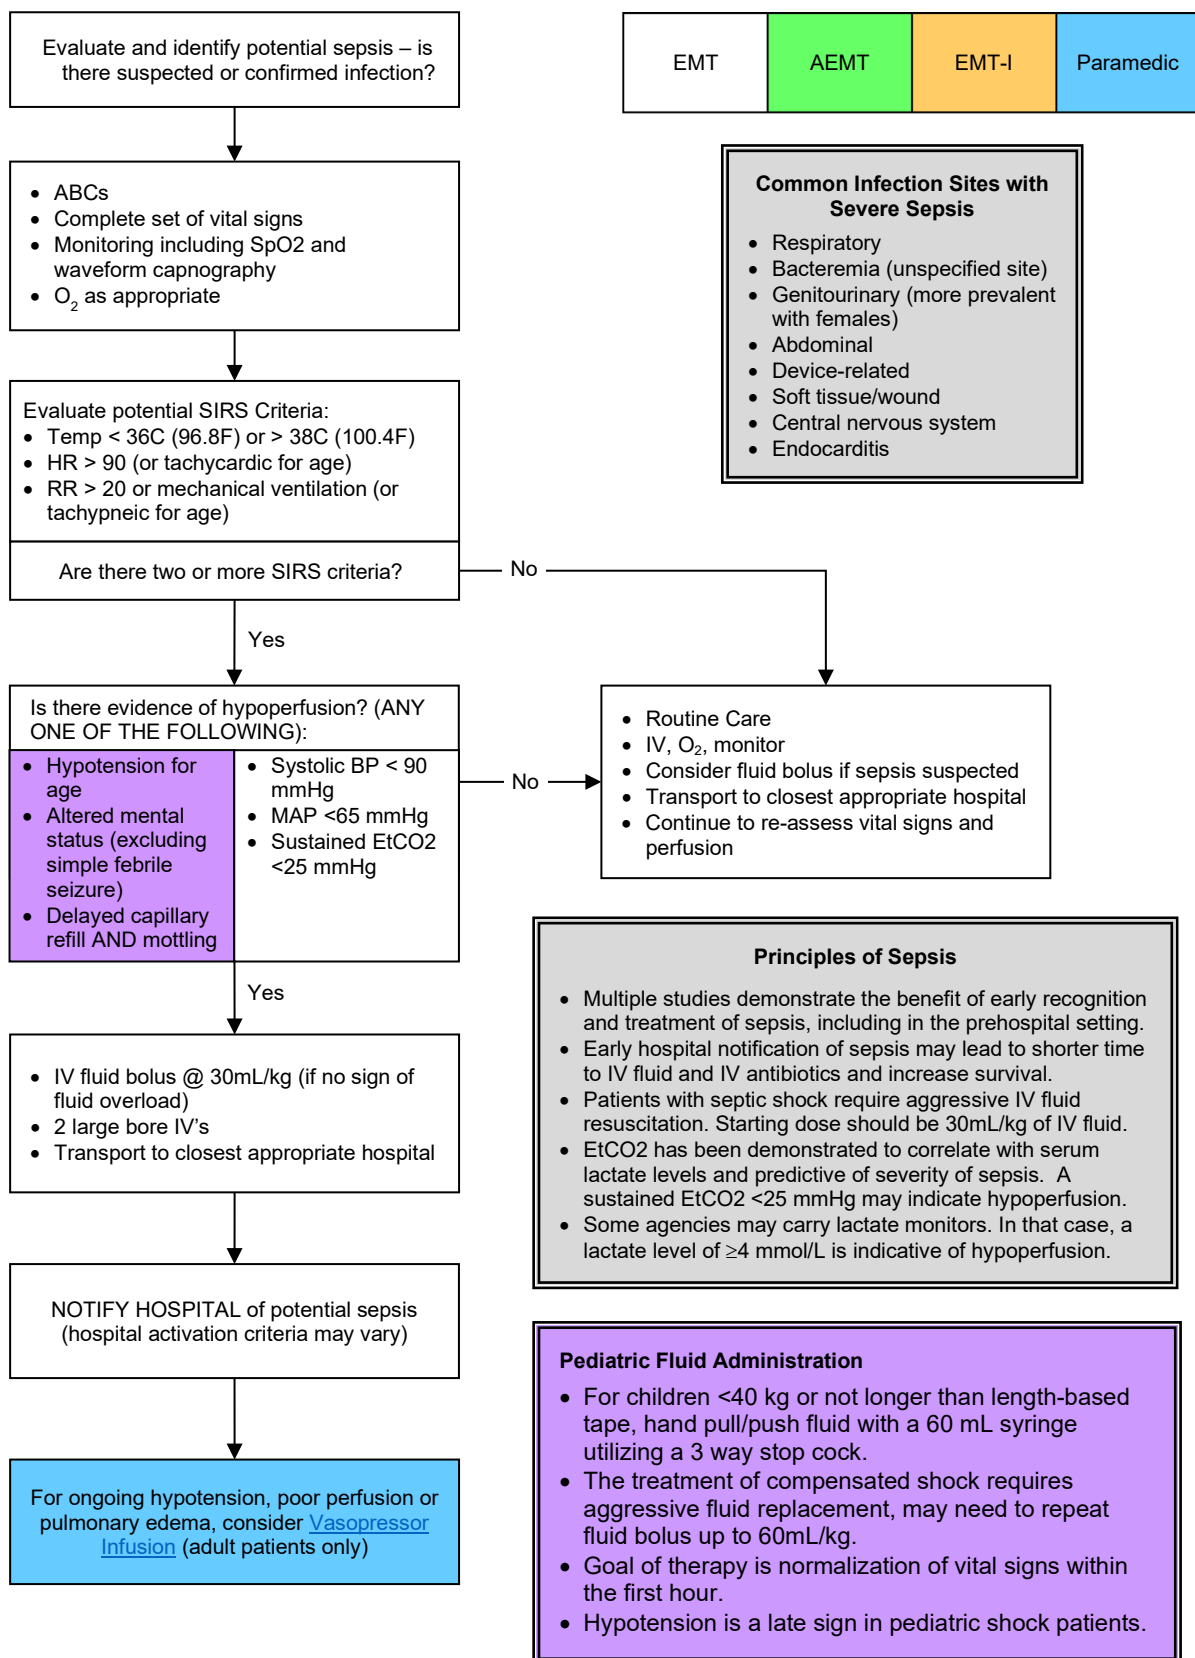 Evaluate and identify potential sepsis – is
there suspected or confirmed infection?
EMT
AEMT
EMT-I
Paramedic
• ABCs
• Complete set of vital signs
• Monitoring including SpO2 and
waveform capnography
• O2 as appropriate
Common Infection Sites with
Severe Sepsis
• Respiratory
• Bacteremia (unspecified site)
• Genitourinary (more prevalent
with females)
• Abdominal
• Device-related
• Soft tissue/wound
• Central nervous system
• Endocarditis
Evaluate potential SIRS Criteria:
• Temp < 36C (96.8F) or > 38C (100.4F)
• HR > 90 (or tachycardic for age)
• RR > 20 or mechanical ventilation (or
tachypneic for age)
Are there two or more SIRS criteria?
No
Yes
Is there evidence of hypoperfusion? (ANY
ONE OF THE FOLLOWING):
• Hypotension for
age
• Altered mental
status (excluding
simple febrile
seizure)
• Delayed capillary
refill AND mottling
• Systolic BP < 90
mmHg
• MAP <65 mmHg
• Sustained EtCO2
<25 mmHg
No
• Routine Care
• IV, O2, monitor
• Consider fluid bolus if sepsis suspected
• Transport to closest appropriate hospital
• Continue to re-assess vital signs and
perfusion
Yes
• IV fluid bolus @ 30mL/kg (if no sign of
fluid overload)
• 2 large bore IV's
• Transport to closest appropriate hospital
Principles of Sepsis
• Multiple studies demonstrate the benefit of early recognition
and treatment of sepsis, including in the prehospital setting.
• Early hospital notification of sepsis may lead to shorter time
to IV fluid and IV antibiotics and increase survival.
• Patients with septic shock require aggressive IV fluid
resuscitation. Starting dose should be 30mL/kg of IV fluid.
• EtCO2 has been demonstrated to correlate with serum
lactate levels and predictive of severity of sepsis. A
sustained EtCO2 <25 mmHg may indicate hypoperfusion.
• Some agencies may carry lactate monitors. In that case, a
lactate level of ≥4 mmol/L is indicative of hypoperfusion.
NOTIFY HOSPITAL of potential sepsis
(hospital activation criteria may vary)
Pediatric Fluid Administration
• For children <40 kg or not longer than length-based
tape, hand pull/push fluid with a 60 mL syringe
utilizing a 3 way stop cock.
• The treatment of compensated shock requires
aggressive fluid replacement, may need to repeat
fluid bolus up to 60mL/kg.
• Goal of therapy is normalization of vital signs within
the first hour.
• Hypotension is a late sign in pediatric shock patients.
For ongoing hypotension, poor perfusion or
pulmonary edema, consider Vasopressor
Infusion (adult patients only)